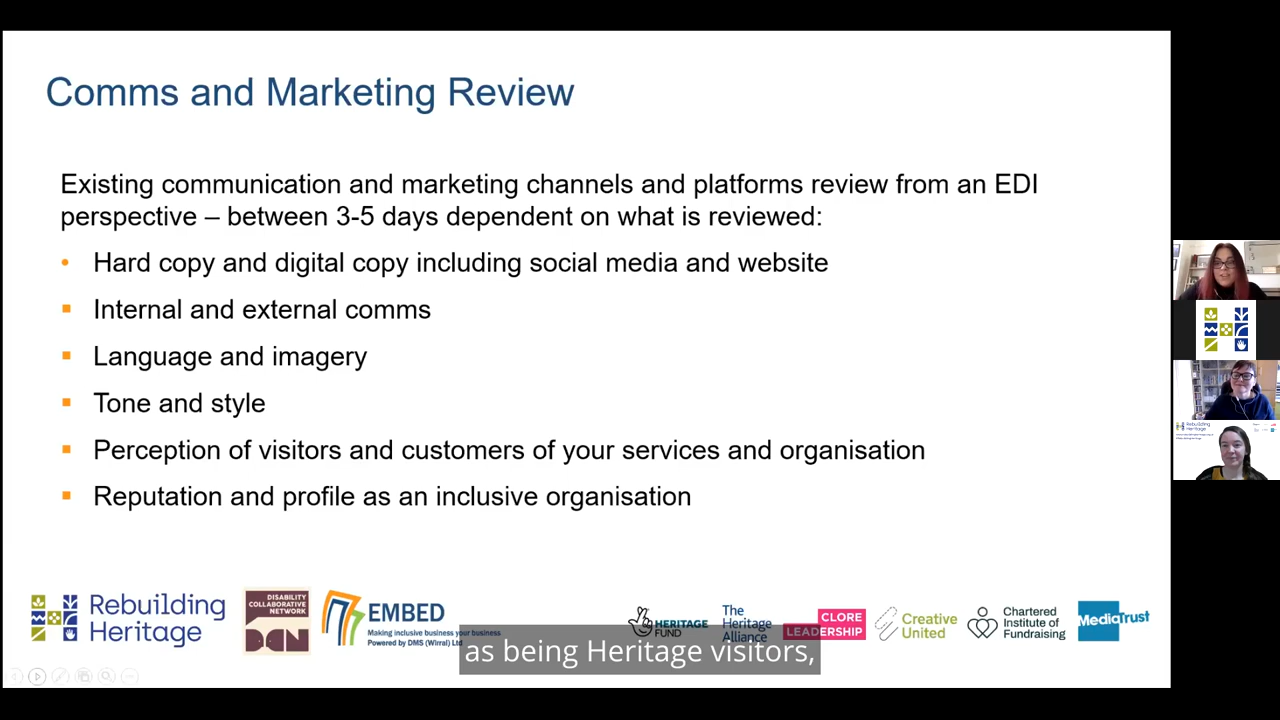 Comms and Marketing Review
Existing communication and marketing channels and platforms review from an EDI
perspective – between 3-5 days dependent on what is reviewed:
• Hard copy and digital copy including social media and website
▪ Internal and external comms
▪ Language and imagery
▪ Tone and style
▪ Perception of visitors and customers of your services and organisation
▪ Reputation and profile as an inclusive organisation
Rebuilding
Heritage
DISABILITY
COLLABORATIVE
NETWORK
DCN
EMBED
Making inclusive business your business
Powered by DMS (Wirral) Ltd
HERITAGE
FUND
The
Heritage
Alliance
CLORE
LEADERSHIP
Creative
United
Chartered
Institute of
Fundraising
MediaTrust
as being Heritage visitors,
Rebuilding
Heritage